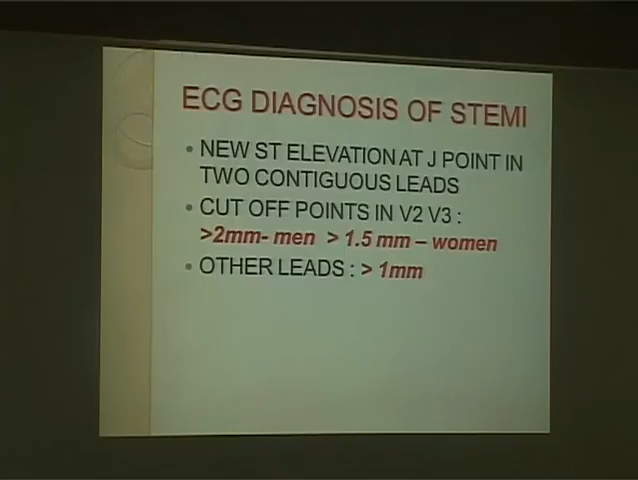 ECG DIAGNOSIS OF STEMI
• NEW ST ELEVATION AT J POINT IN
TWO CONTIGUOUS LEADS
• CUT OFF POINTS IN V2 V3 :
>2mm- men > 1.5 mm – women
• OTHER LEADS : > 1mm